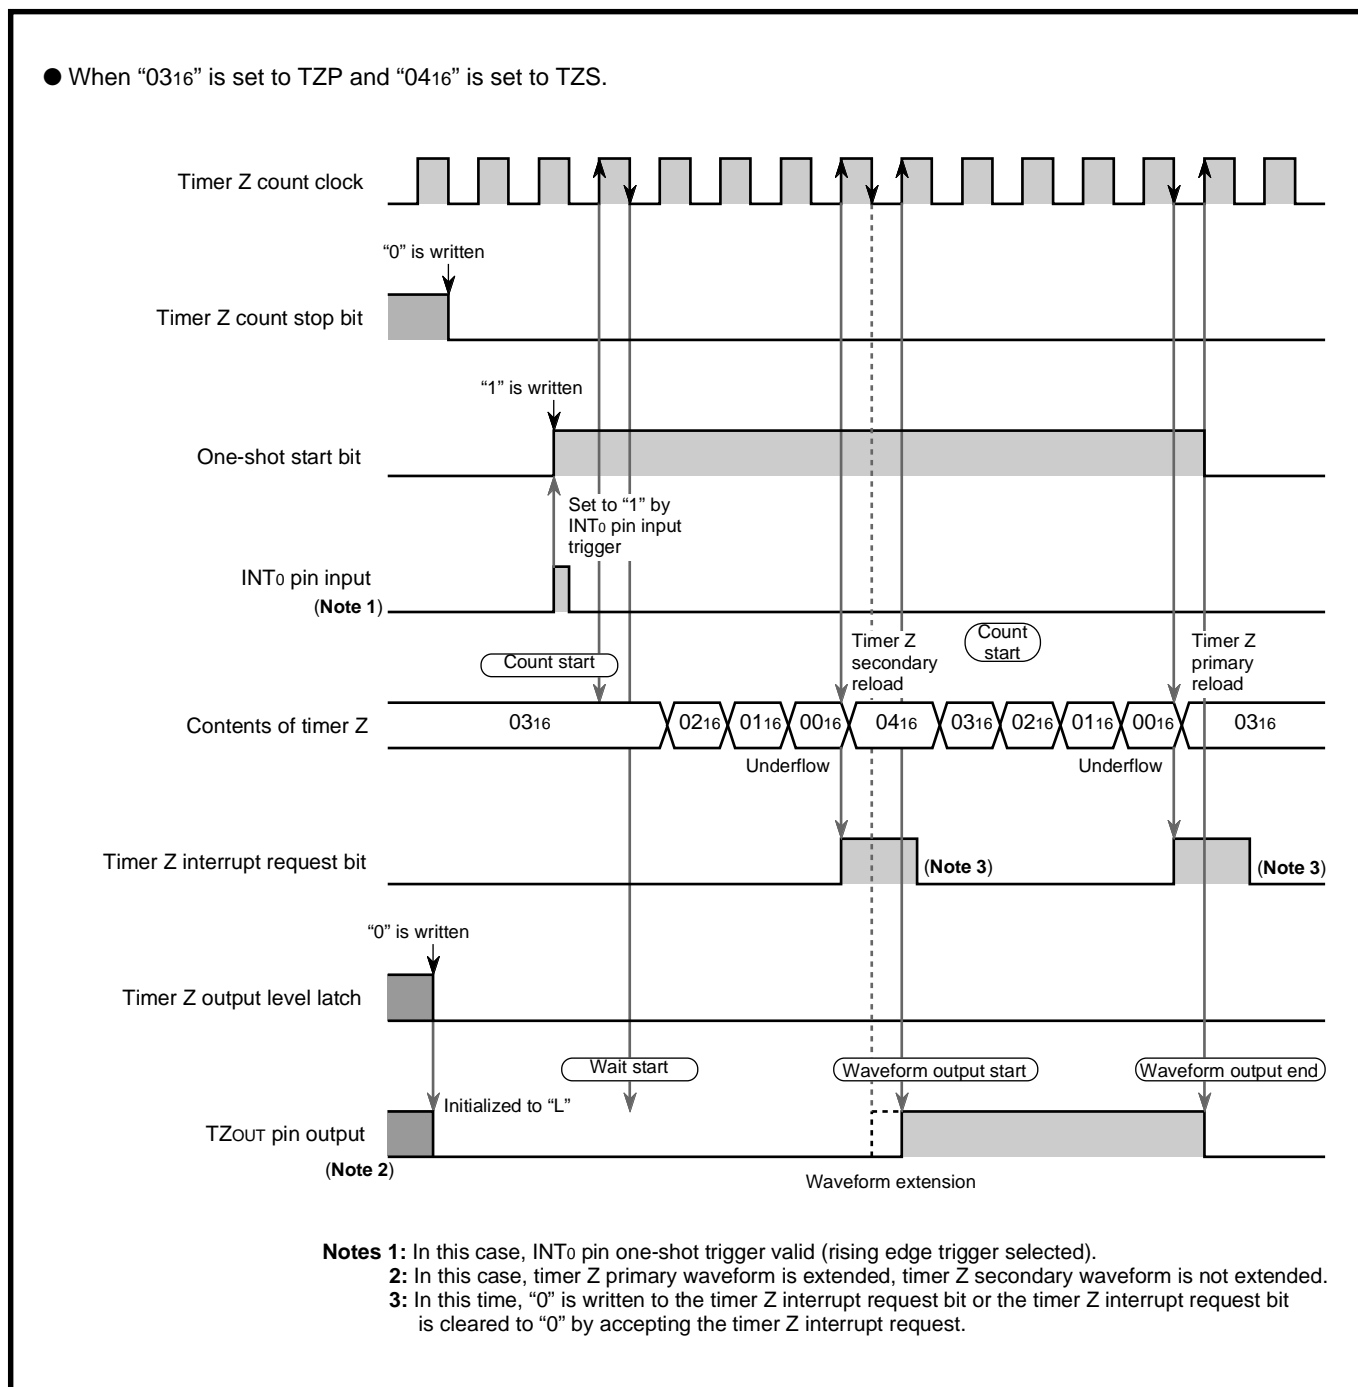 ● When “0316” is set to TZP and “0416” is set to TZS.
Timer Z count clock
“0” is written
Timer Z count stop bit
“1” is written
One-shot start bit
Set to “1” by
INT0 pin input
trigger
INT0 pin input
(Note 1)
Count start
Timer Z
secondary
reload
Count
start
Timer Z
primary
reload
Contents of timer Z
0316 0216 0116 0016 0416 0316 0216 0116 0016 0316
Underflow Underflow
Timer Z interrupt request bit
(Note 3) (Note 3)
“0” is written
Timer Z output level latch
Wait start Waveform output start Waveform output end
Initialized to “L”
TZOUT pin output
(Note 2)
Waveform extension
Notes 1: In this case, INT0 pin one-shot trigger valid (rising edge trigger selected).
2: In this case, timer Z primary waveform is extended, timer Z secondary waveform is not extended.
3: In this time, “0” is written to the timer Z interrupt request bit or the timer Z interrupt request bit
is cleared to “0” by accepting the timer Z interrupt request.